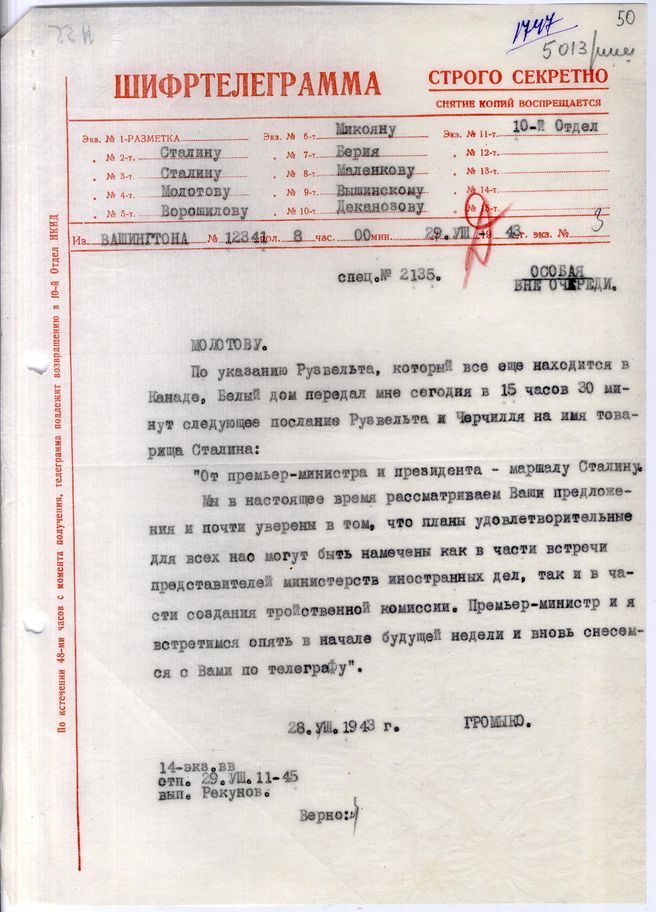 50
1747
5013
ШИФРТЕЛЕГРАММА
СТРОГО СЕКРЕТНО
СНЯТИЕ КОПИЙ ВОСПРЕЩАЕТСЯ
Экз. № 1-РАЗМЕТКА Экз. № 6-т. Микояну Экз. № 11-т. 10-й Отдел
„ № 2-т. Сталину „ № 7-т. Берия „ № 12-т.
„ № 3-т. Сталину „ № 8-т. Маленкову „ № 13-т.
„ № 4-т. Молотову „ № 9-т. Вышинскому „ № 14-т.
„ № 5-т. Ворошилову „ № 10-т. Деканозову
Из ВАШИНГТОНА № 12341 пол. 8 час. 00 мин. 29.УШ 19 43 г. экз. № 3
спец.№ 2135. ОСОБАЯ
ВНЕ ОЧЕРЕДИ.
МОЛОТОВУ.
По указанию Рузвельта, который все еще находится в
Канаде, Белый дом передал мне сегодня в 15 часов 30 ми-
нут следующее послание Рузвельта и Черчилля на имя това-
рища Сталина:
"От премьер-министра и президента - маршалу Сталину.
Мы в настоящее время рассматриваем Ваши предложе-
ния и почти уверены в том, что планы удовлетворительные
для всех нас могут быть намечены как в части встречи
представителей министерств иностранных дел, так и в ча-
сти создания тройственной комиссии. Премьер-министр и я
встретимся опять в начале будущей недели и вновь снесем-
ся с Вами по телеграфу".
28.УШ.1943 г. ГРОМЫКО.
14-экз.вв
отп. 29.УШ.11-45
вып. Рекунов.
Верно:
По истечении 48-ми часов с момента получения, телеграмма подлежит возвращению в 10-й Отдел НКИД